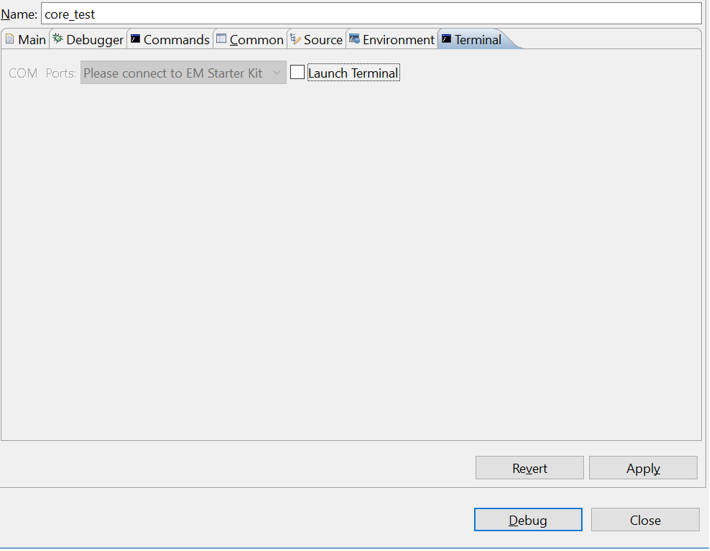 Name: core_test
Main Debugger Commands Common Source Environment Terminal
COM Ports: Please connect to EM Starter Kit Launch Terminal
Revert Apply
Debug Close